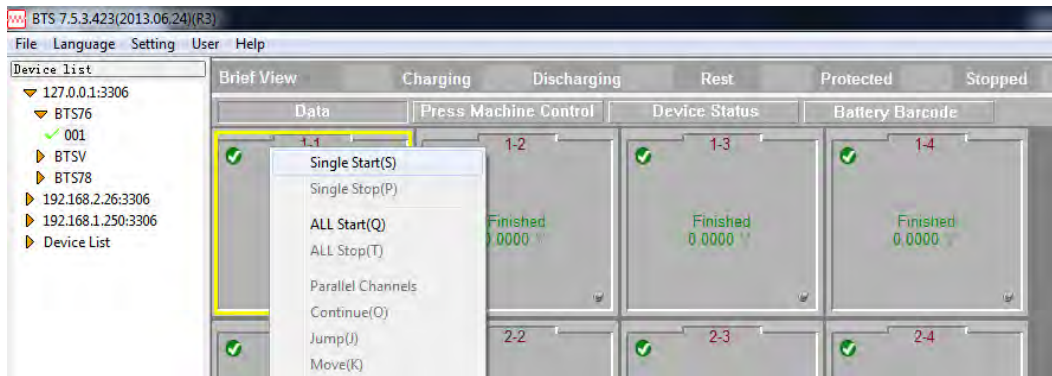 BTS 7.5.3.423(2013.06.24)(R3)
File Language Setting User Help
Device list
127.0.0.1:3306
BTS76
001
BTSV
BTS78
192.168.2.26:3306
192.168.1.250:3306
Device List
Brief View Charging Discharging Rest Protected Stopped
Data Press Machine Control Device Status Battery Barcode
1-1 1-2 1-3 1-4
Single Start(S)
Single Stop(P)
ALL Start(Q)
ALL Stop(T)
Parallel Channels
Continue(O)
Jump(J)
Move(K)
Finished Finished Finished
0.0000 V 0.0000 V 0.0000 V
2-2 2-3 2-4